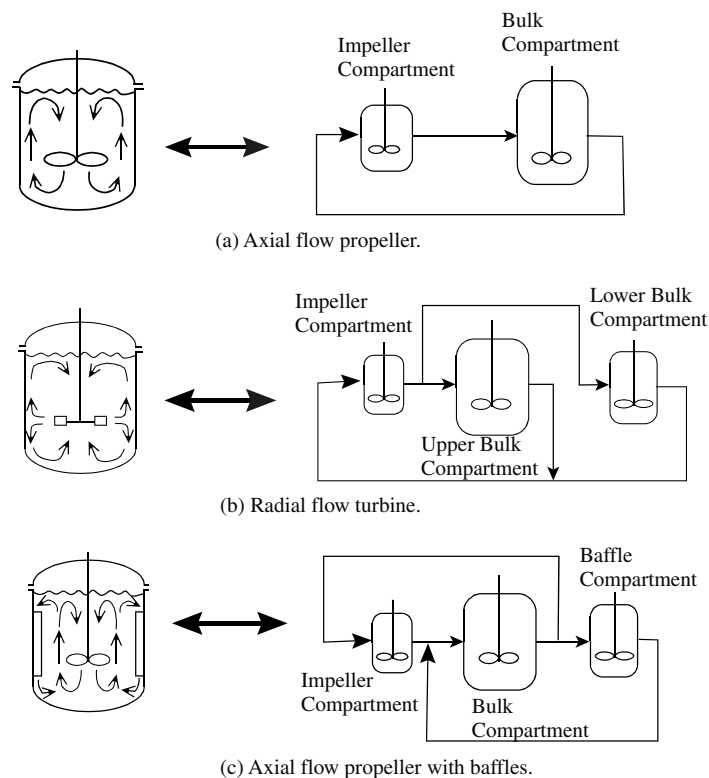 Impeller
Compartment
Bulk
Compartment
(a) Axial flow propeller.
Impeller
Compartment
Lower Bulk
Compartment
Upper Bulk
Compartment
(b) Radial flow turbine.
Baffle
Compartment
Impeller
Compartment
Bulk
Compartment
(c) Axial flow propeller with baffles.